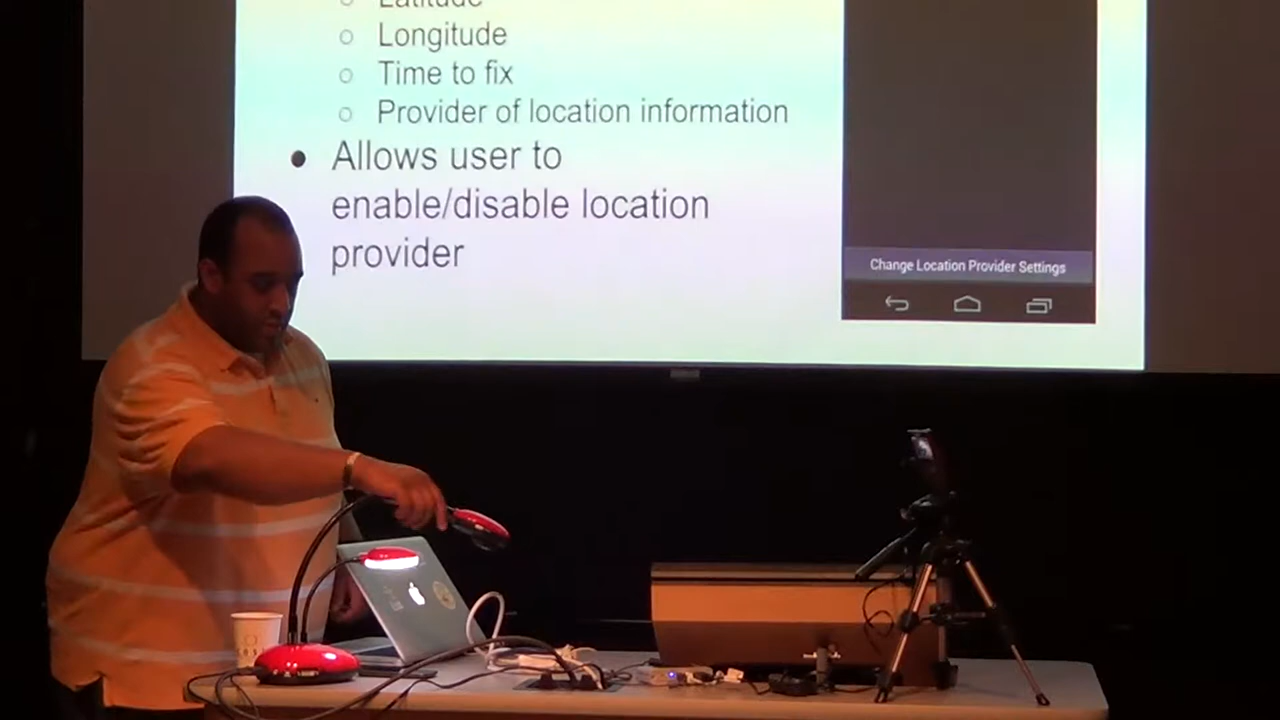 Latitude
Longitude
Time to fix
Provider of location information
Allows user to
enable/disable location
provider
Change Location Provider Settings